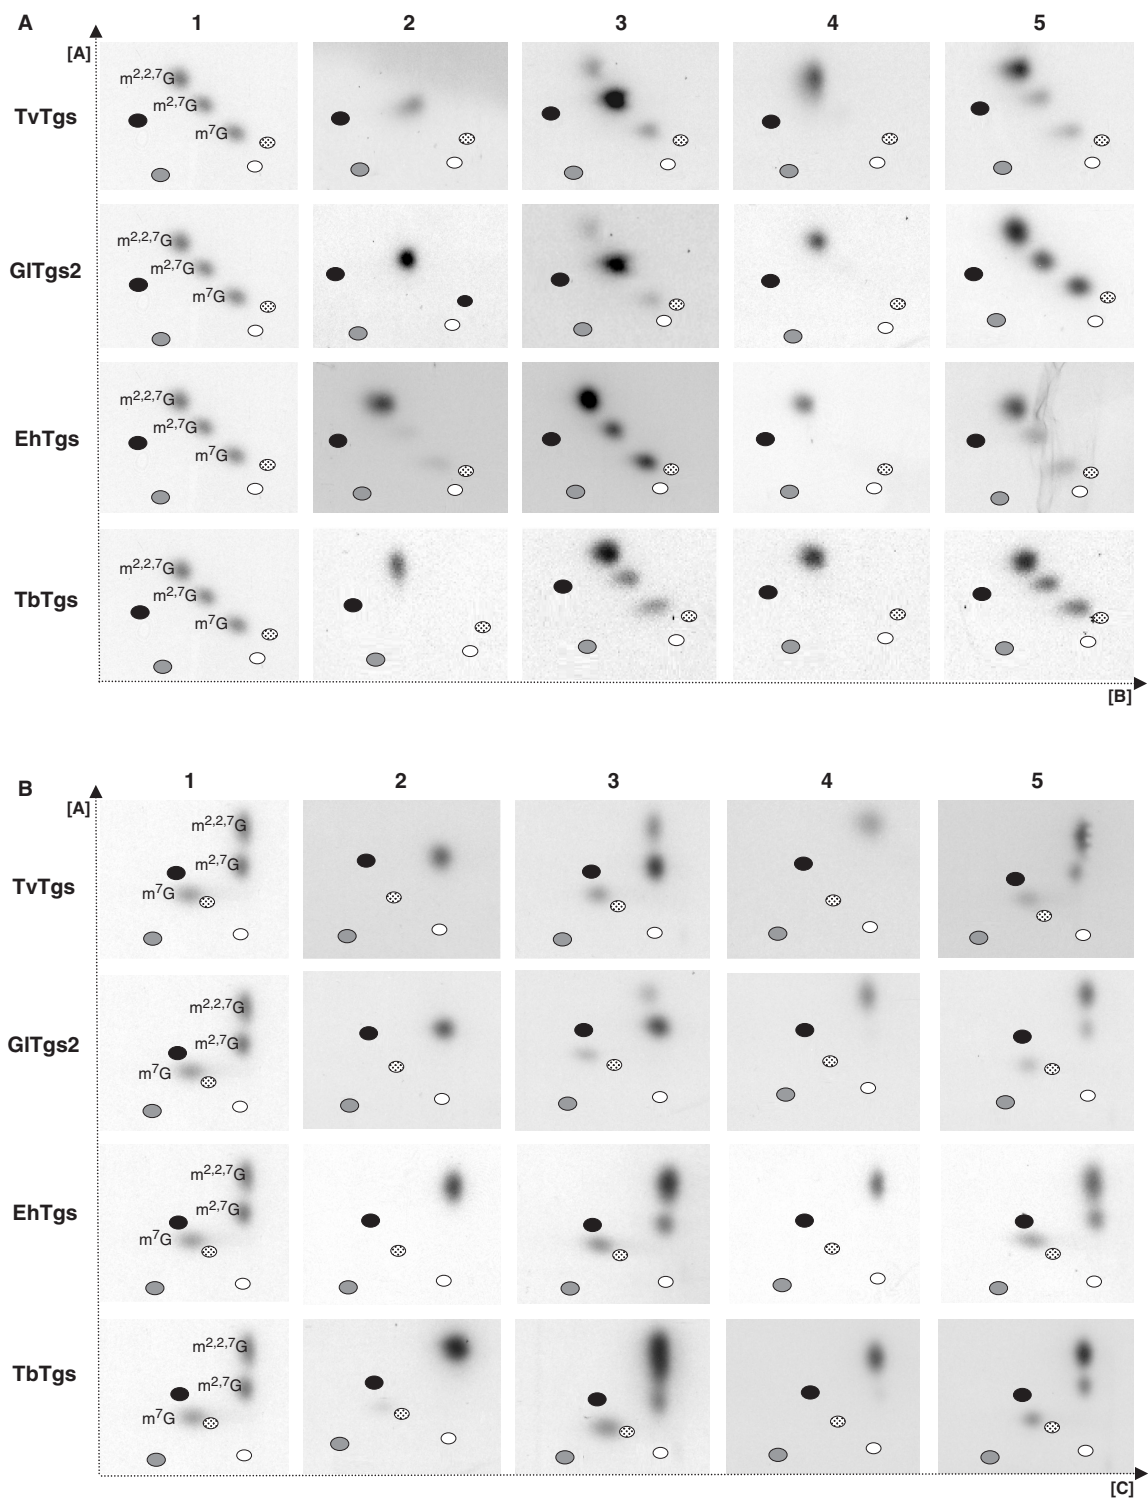 A 1 2 3 4 5
[A]
TvTgs m2,2,7G
m2,7G
m7G
GlTgs2 m2,2,7G
m2,7G
m7G
EhTgs m2,2,7G
m2,7G
m7G
TbTgs m2,2,7G
m2,7G
m7G
[B]
B 1 2 3 4 5
[A]
TvTgs m2,2,7G
m2,7G
m7G
GlTgs2 m2,2,7G
m2,7G
m7G
EhTgs m2,2,7G
m2,7G
m7G
TbTgs m2,2,7G
m2,7G
m7G
[C]